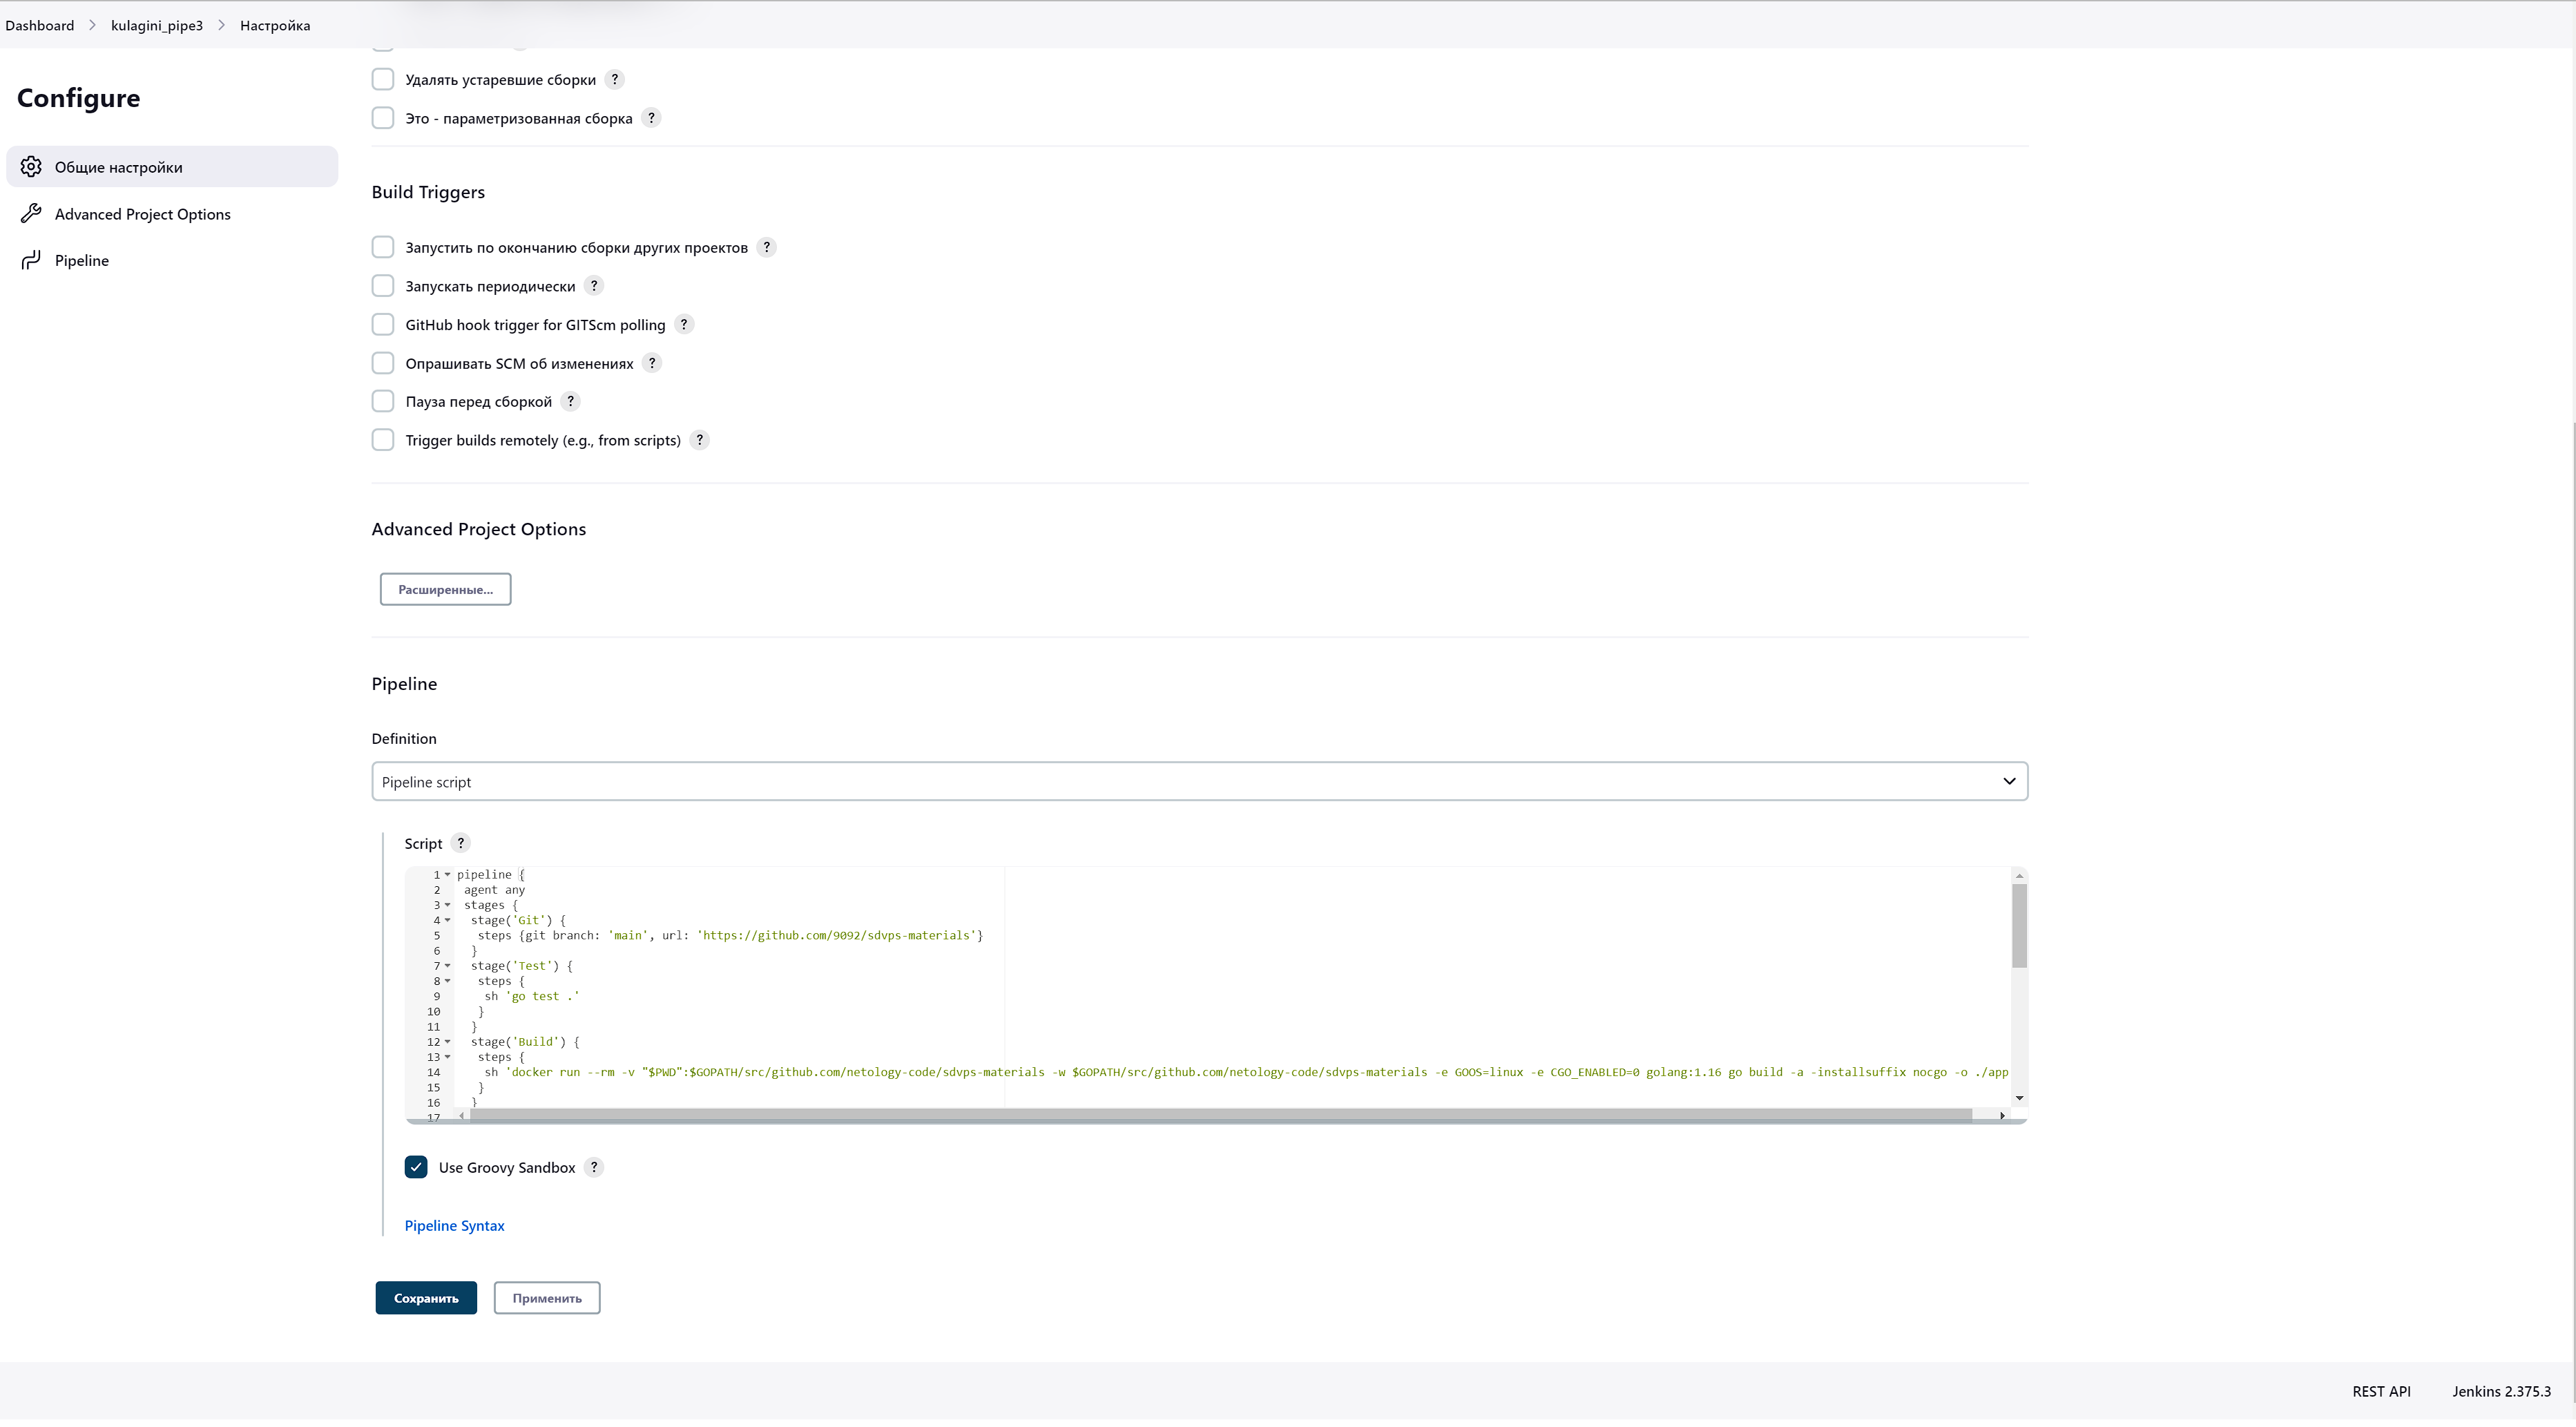 Dashboard > kulagini_pipe3 > Настройка
Configure
Общие настройки
Advanced Project Options
Pipeline
Удалять устаревшие сборки ?
Это - параметризованная сборка ?
Build Triggers
Запустить по окончанию сборки других проектов ?
Запускать периодически ?
GitHub hook trigger for GITScm polling ?
Опрашивать SCM об изменениях ?
Пауза перед сборкой ?
Trigger builds remotely (e.g., from scripts) ?
Advanced Project Options
Расширенные...
Pipeline
Definition
Pipeline script
Script ?
1 pipeline {
2 agent any
3 stages {
4 stage('Git') {
5 steps {git branch: 'main', url: 'https://github.com/9092/sdvps-materials'}
6 }
7 stage('Test') {
8 steps {
9 sh 'go test .'
10 }
11 }
12 stage('Build') {
13 steps {
14 sh 'docker run --rm -v "$PWD":$GOPATH/src/github.com/netology-code/sdvps-materials -w $GOPATH/src/github.com/netology-code/sdvps-materials -e GOOS=linux -e CGO_ENABLED=0 golang:1.16 go build -a -installsuffix nocgo -o ./app
15 }
16 }
17
Use Groovy Sandbox ?
Pipeline Syntax
Сохранить
Применить
REST API
Jenkins 2.375.3